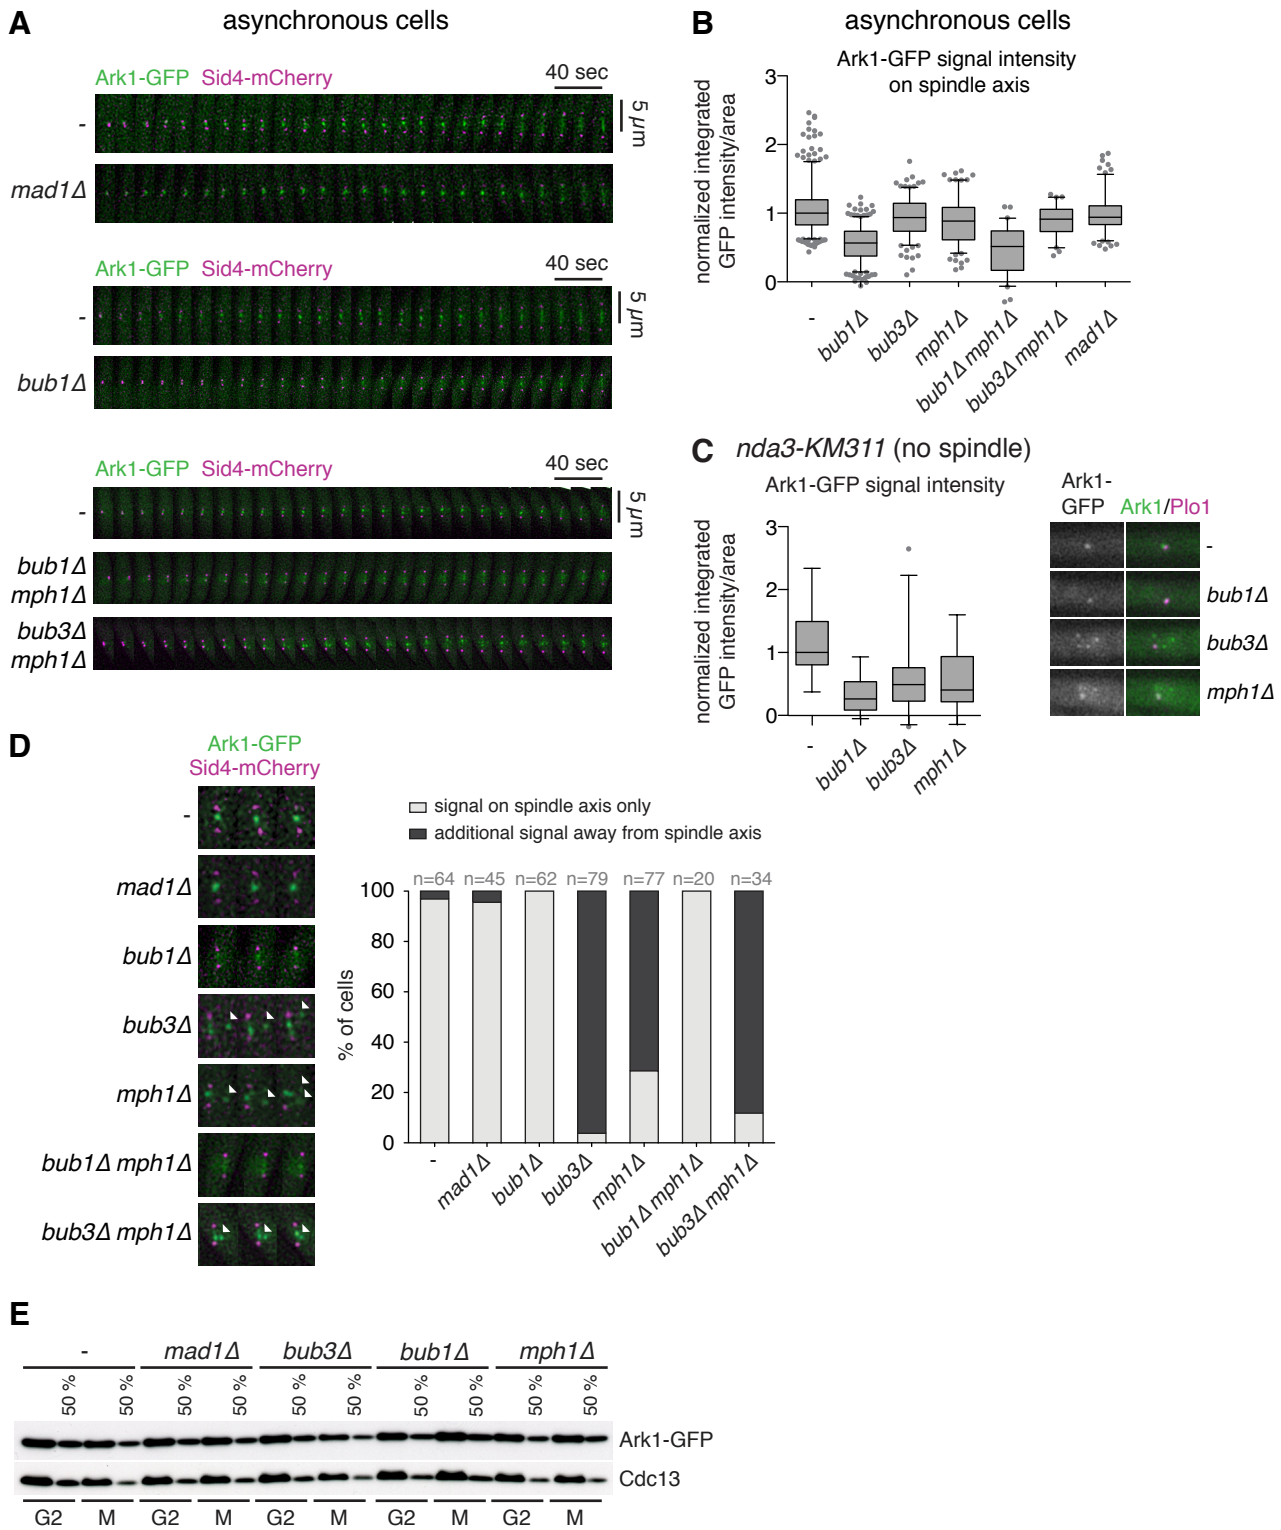 A
asynchronous cells
Ark1-GFP Sid4-mCherry
40 sec
-
5 µm
mad1Δ
Ark1-GFP Sid4-mCherry
40 sec
-
5 µm
bub1Δ
Ark1-GFP Sid4-mCherry
40 sec
-
5 µm
bub1Δ
mph1Δ
bub3Δ
mph1Δ
B
asynchronous cells
Ark1-GFP signal intensity
on spindle axis
normalized integrated
GFP intensity/area
3
2
1
0
-
bub1Δ
bub3Δ
mph1Δ
bub1Δ mph1Δ
bub3Δ mph1Δ
mad1Δ
C
nda3-KM311 (no spindle)
Ark1-GFP signal intensity
normalized integrated
GFP intensity/area
3
2
1
0
-
bub1Δ
bub3Δ
mph1Δ
Ark1-
GFP
Ark1/Plo1
-
bub1Δ
bub3Δ
mph1Δ
D
Ark1-GFP
Sid4-mCherry
-
mad1Δ
bub1Δ
bub3Δ
mph1Δ
bub1Δ mph1Δ
bub3Δ mph1Δ
signal on spindle axis only
additional signal away from spindle axis
n=64 n=45 n=62 n=79 n=77 n=20 n=34
% of cells
100
80
60
40
20
0
-
mad1Δ
bub1Δ
bub3Δ
mph1Δ
bub1Δ mph1Δ
bub3Δ mph1Δ
E
- mad1Δ bub3Δ bub1Δ mph1Δ
50 % 50 % 50 % 50 % 50 % 50 % 50 % 50 % 50 % 50 %
Ark1-GFP
Cdc13
G2 M G2 M G2 M G2 M G2 M